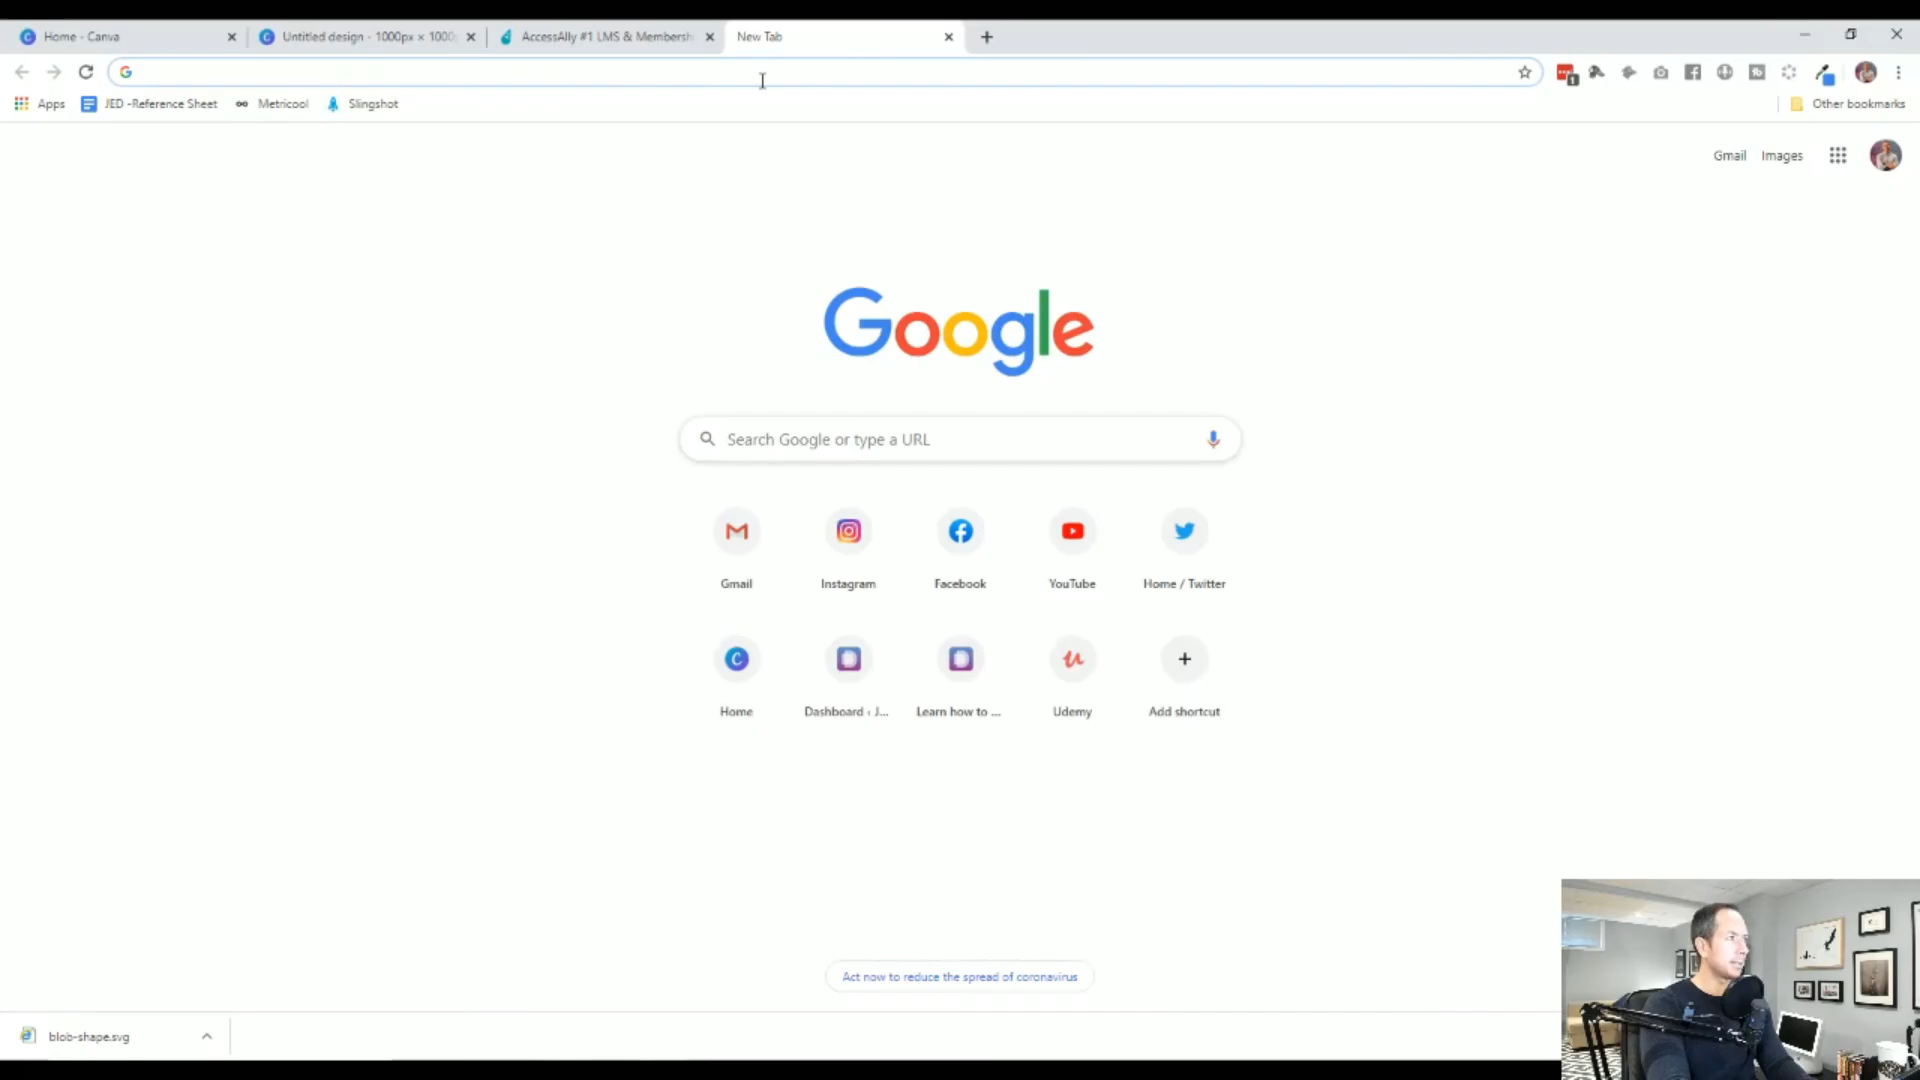 Home - Canva
Untitled design - 1000px × 1000
AccessAlly #1 LMS & Membersh
New Tab
1
Apps
JED -Reference Sheet
Metricool
Slingshot
Other bookmarks
Gmail
Images
Google
Search Google or type a URL
Gmail
Instagram
Facebook
YouTube
Home / Twitter
Home
Dashboard ‹ J...
Learn how to ...
Udemy
Add shortcut
Act now to reduce the spread of coronavirus
blob-shape.svg